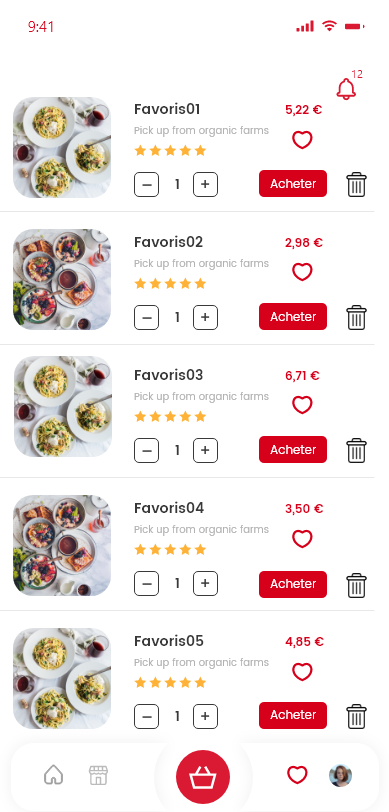 9:41
12
Favoris01
5,22 €
Pick up from organic farms
1
Acheter
Favoris02
2,98 €
Pick up from organic farms
1
Acheter
Favoris03
6,71 €
Pick up from organic farms
1
Acheter
Favoris04
3,50 €
Pick up from organic farms
1
Acheter
Favoris05
4,85 €
Pick up from organic farms
1
Acheter